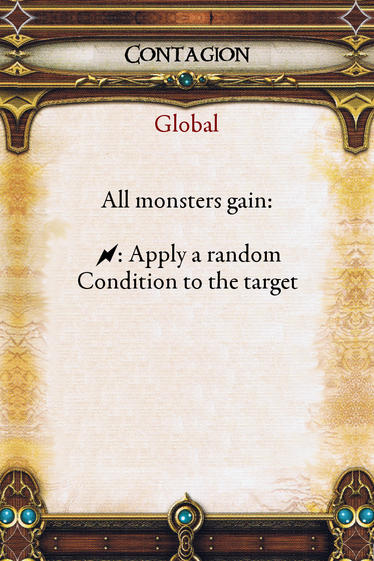 Contagion
Global
All monsters gain:
: Apply a random
Condition to the target